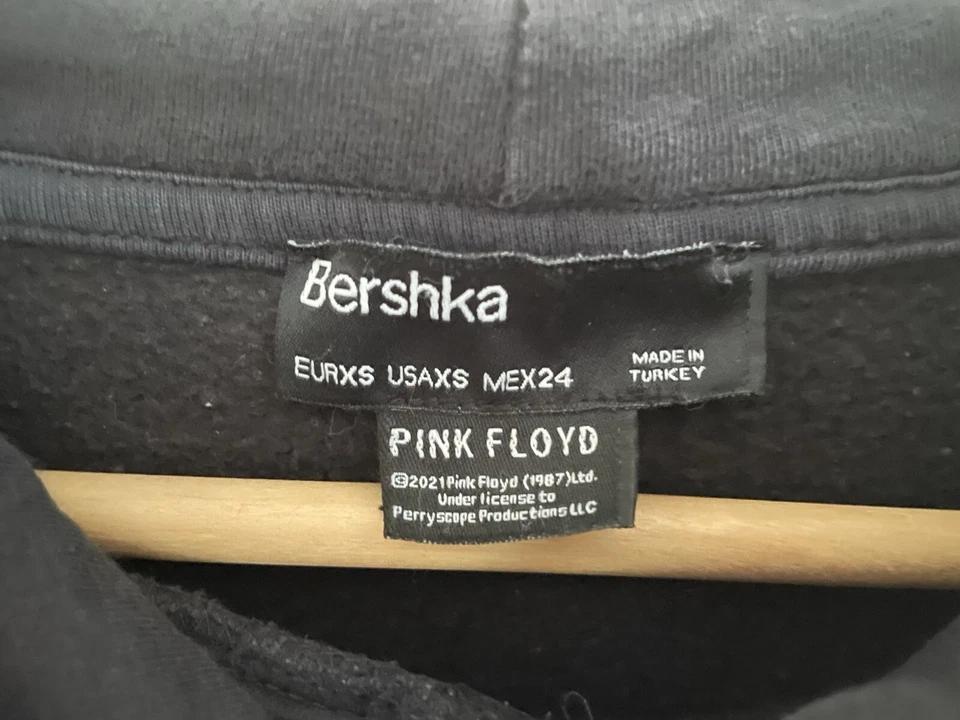 Bershka
EURXS USAXS MEX24
MADE IN
TURKEY
PINK FLOYD
©2021Pink Floyd (1987)Ltd.
Under license to
Perryscope Productions LLC